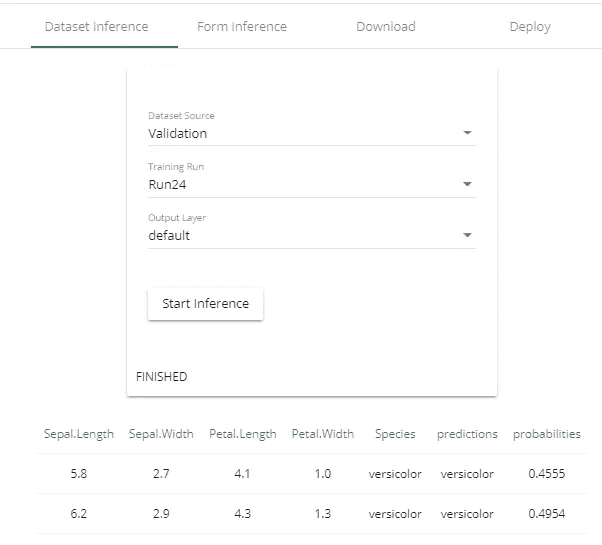 Dataset Inference Form Inference Download Deploy
Dataset Source
Validation
Training Run
Run24
Output Layer
default
Start Inference
FINISHED
Sepal.Length Sepal.Width Petal.Length Petal.Width Species predictions probabilities
5.8 2.7 4.1 1.0 versicolor versicolor 0.4555
6.2 2.9 4.3 1.3 versicolor versicolor 0.4954